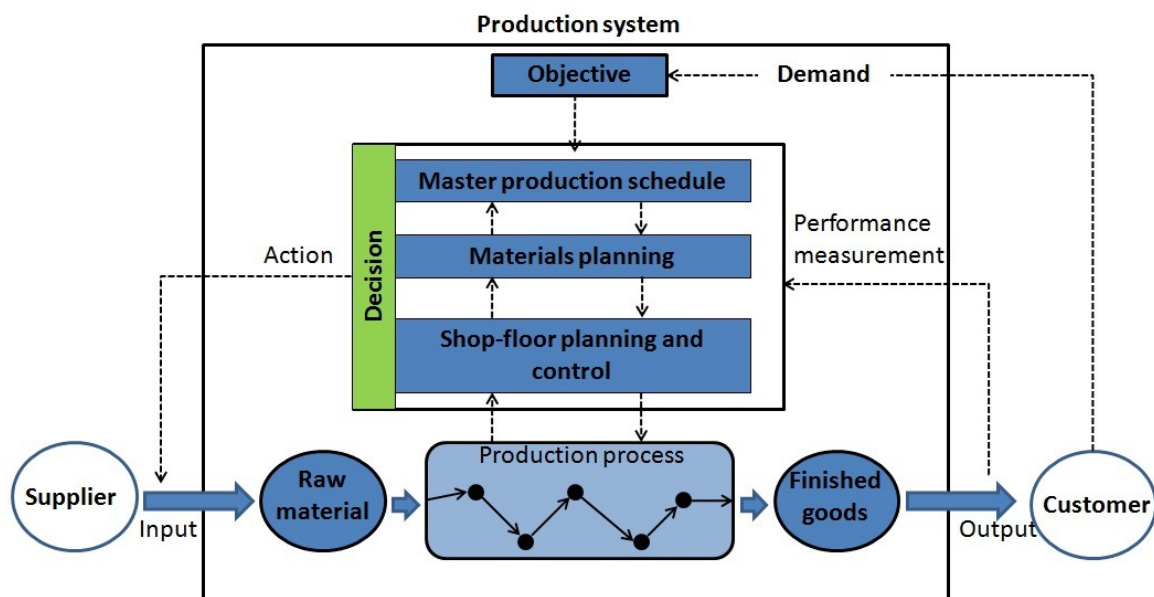 Production system
Objective
Demand
Master production schedule
Performance
measurement
Action
Materials planning
Decision
Shop-floor planning and
control
Production process
Supplier
Raw
material
Finished
goods
Customer
Input
Output